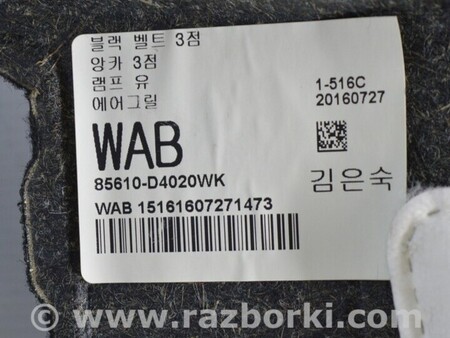 블랙 벨트 3점
앙카 3점
램프 유
에어그릴
1-516C
20160727
WAB
85610-D4020WK
김은숙
WAB 15161607271473
© www.razborki.com